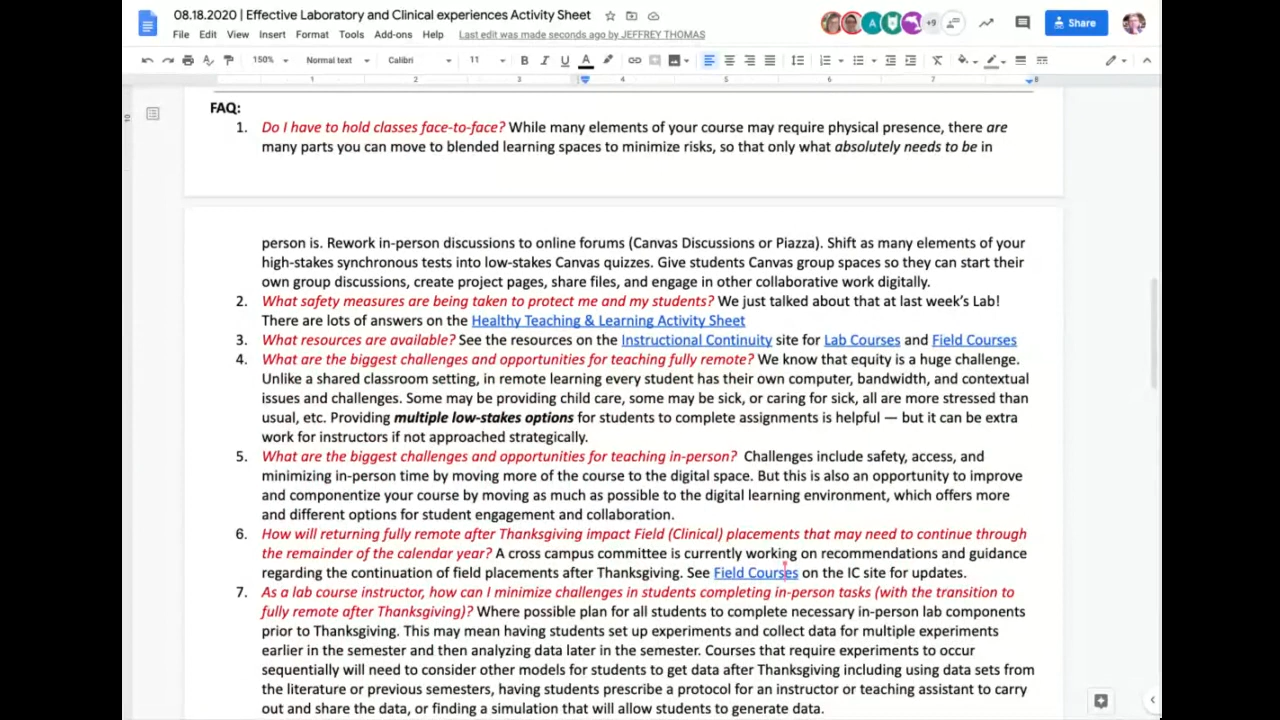 08.18.2020 | Effective Laboratory and Clinical experiences Activity Sheet
A
+9
Share
File Edit View Insert Format Tools Add-ons Help Last edit was made seconds ago by JEFFREY THOMAS
150% Normal text Calibri 11 B I U A
1 2 3 4 5 6 7 8
FAQ:
1. Do I have to hold classes face-to-face? While many elements of your course may require physical presence, there are
many parts you can move to blended learning spaces to minimize risks, so that only what absolutely needs to be in
person is. Rework in-person discussions to online forums (Canvas Discussions or Piazza). Shift as many elements of your
high-stakes synchronous tests into low-stakes Canvas quizzes. Give students Canvas group spaces so they can start their
own group discussions, create project pages, share files, and engage in other collaborative work digitally.
2. What safety measures are being taken to protect me and my students? We just talked about that at last week's Lab!
There are lots of answers on the Healthy Teaching & Learning Activity Sheet
3. What resources are available? See the resources on the Instructional Continuity site for Lab Courses and Field Courses
4. What are the biggest challenges and opportunities for teaching fully remote? We know that equity is a huge challenge.
Unlike a shared classroom setting, in remote learning every student has their own computer, bandwidth, and contextual
issues and challenges. Some may be providing child care, some may be sick, or caring for sick, all are more stressed than
usual, etc. Providing multiple low-stakes options for students to complete assignments is helpful — but it can be extra
work for instructors if not approached strategically.
5. What are the biggest challenges and opportunities for teaching in-person? Challenges include safety, access, and
minimizing in-person time by moving more of the course to the digital space. But this is also an opportunity to improve
and componentize your course by moving as much as possible to the digital learning environment, which offers more
and different options for student engagement and collaboration.
6. How will returning fully remote after Thanksgiving impact Field (Clinical) placements that may need to continue through
the remainder of the calendar year? A cross campus committee is currently working on recommendations and guidance
regarding the continuation of field placements after Thanksgiving. See Field Courses on the IC site for updates.
7. As a lab course instructor, how can I minimize challenges in students completing in-person tasks (with the transition to
fully remote after Thanksgiving)? Where possible plan for all students to complete necessary in-person lab components
prior to Thanksgiving. This may mean having students set up experiments and collect data for multiple experiments
earlier in the semester and then analyzing data later in the semester. Courses that require experiments to occur
sequentially will need to consider other models for students to get data after Thanksgiving including using data sets from
the literature or previous semesters, having students prescribe a protocol for an instructor or teaching assistant to carry
out and share the data, or finding a simulation that will allow students to generate data.